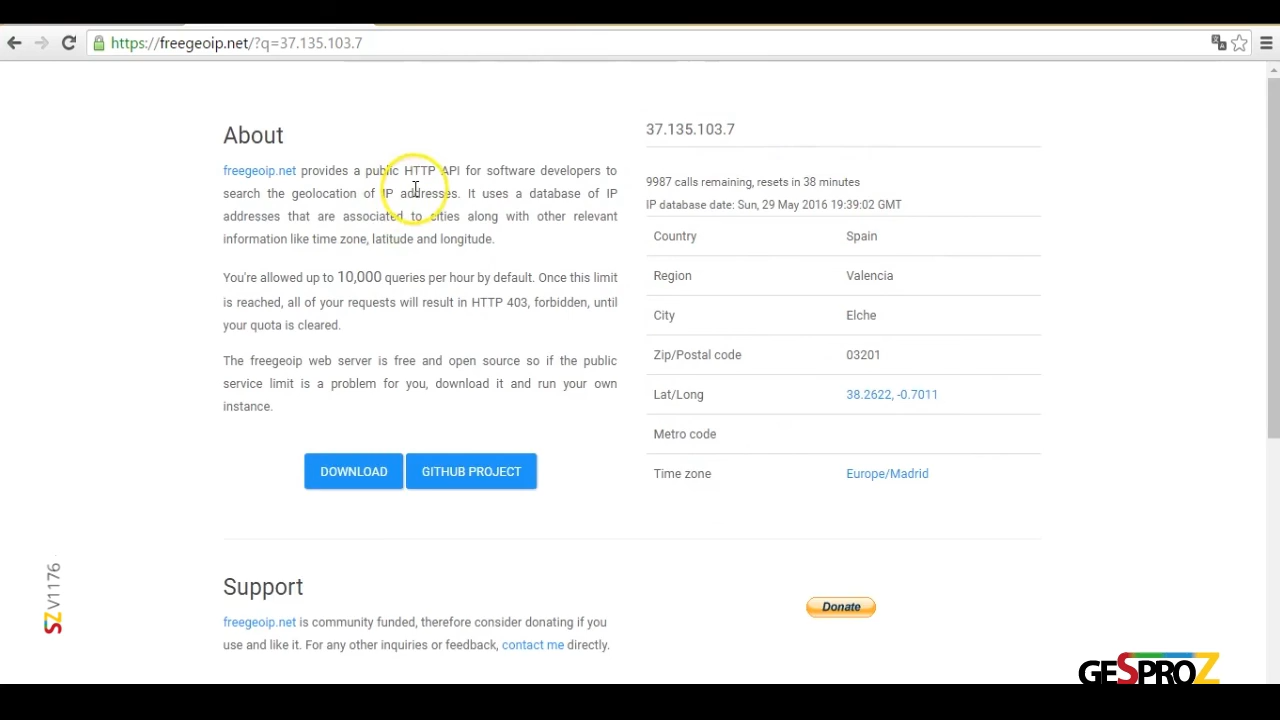 https://freegeoip.net/?q=37.135.103.7
About
freegeoip.net provides a public HTTP API for software developers to
search the geolocation of IP addresses. It uses a database of IP
addresses that are associated to cities along with other relevant
information like time zone, latitude and longitude.
You're allowed up to 10,000 queries per hour by default. Once this limit
is reached, all of your requests will result in HTTP 403, forbidden, until
your quota is cleared.
The freegeoip web server is free and open source so if the public
service limit is a problem for you, download it and run your own
instance.
DOWNLOAD GITHUB PROJECT
37.135.103.7
9987 calls remaining, resets in 38 minutes
IP database date: Sun, 29 May 2016 19:39:02 GMT
Country Spain
Region Valencia
City Elche
Zip/Postal code 03201
Lat/Long 38.2622, -0.7011
Metro code
Time zone Europe/Madrid
Support
freegeoip.net is community funded, therefore consider donating if you
use and like it. For any other inquiries or feedback, contact me directly.
Donate
SZ V1176
GESPROZ